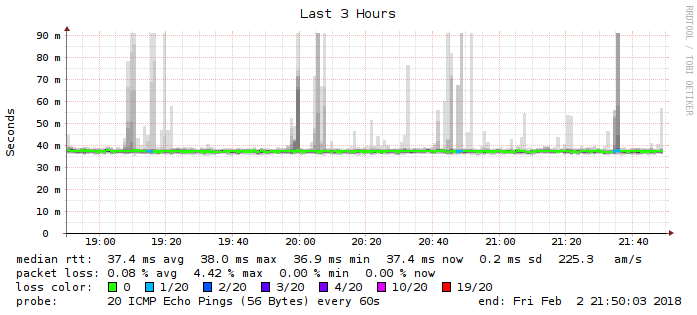 Last 3 Hours
RRDTOOL / TOBI OETIKER
Seconds
90 m
80 m
70 m
60 m
50 m
40 m
30 m
20 m
10 m
0
19:00 19:20 19:40 20:00 20:20 20:40 21:00 21:20 21:40
median rtt: 37.4 ms avg 38.0 ms max 36.9 ms min 37.4 ms now 0.2 ms sd 225.3 am/s
packet loss: 0.08 % avg 4.42 % max 0.00 % min 0.00 % now
loss color: 0 1/20 2/20 3/20 4/20 10/20 19/20
probe: 20 ICMP Echo Pings (56 Bytes) every 60s end: Fri Feb 2 21:50:03 2018